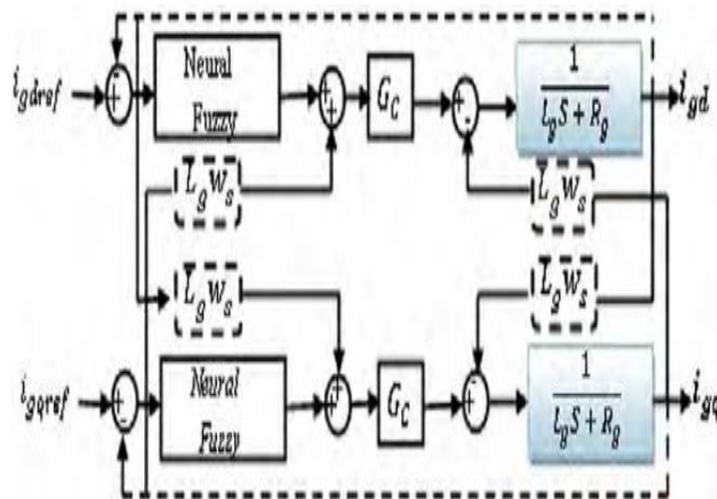 i_gdref
Neural
Fuzzy
G_C
1
L_g S + R_g
i_gd
L_g W_s
L_g W_s
L_g W_s
L_g W_s
i_gqref
Neural
Fuzzy
G_C
1
L_g S + R_g